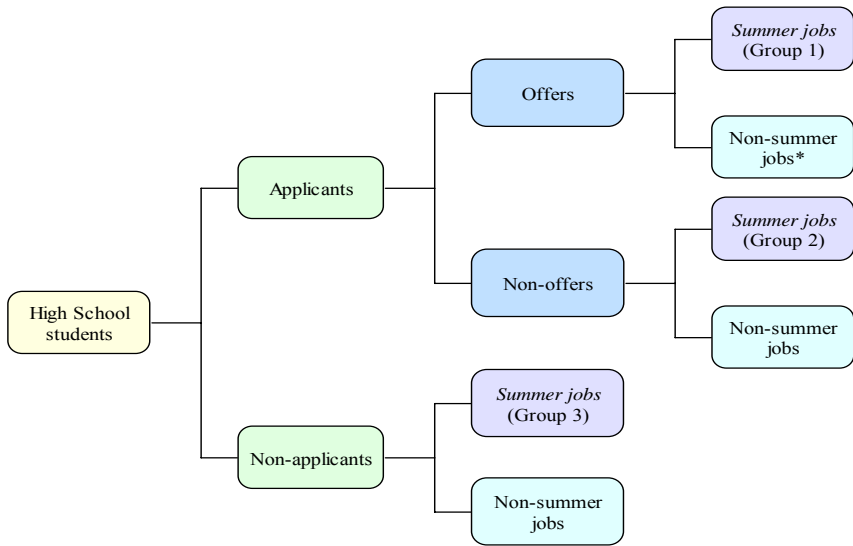 Summer jobs
(Group 1)
Offers
Non-summer
jobs*
Applicants
Summer jobs
(Group 2)
Non-offers
High School
students
Non-summer
jobs
Summer jobs
(Group 3)
Non-applicants
Non-summer
jobs